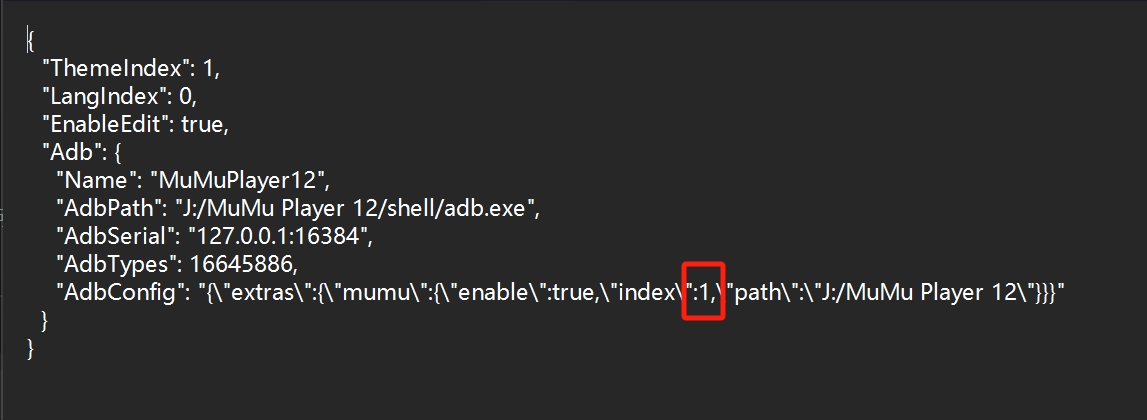 {
"ThemeIndex": 1,
"LangIndex": 0,
"EnableEdit": true,
"Adb": {
"Name": "MuMuPlayer12",
"AdbPath": "J:/MuMu Player 12/shell/adb.exe",
"AdbSerial": "127.0.0.1:16384",
"AdbTypes": 16645886,
"AdbConfig": "{\"extras\":{\"mumu\":{\"enable\":true,\"index\":1,\"path\":\"J:/MuMu Player 12\"}}}"
}
}